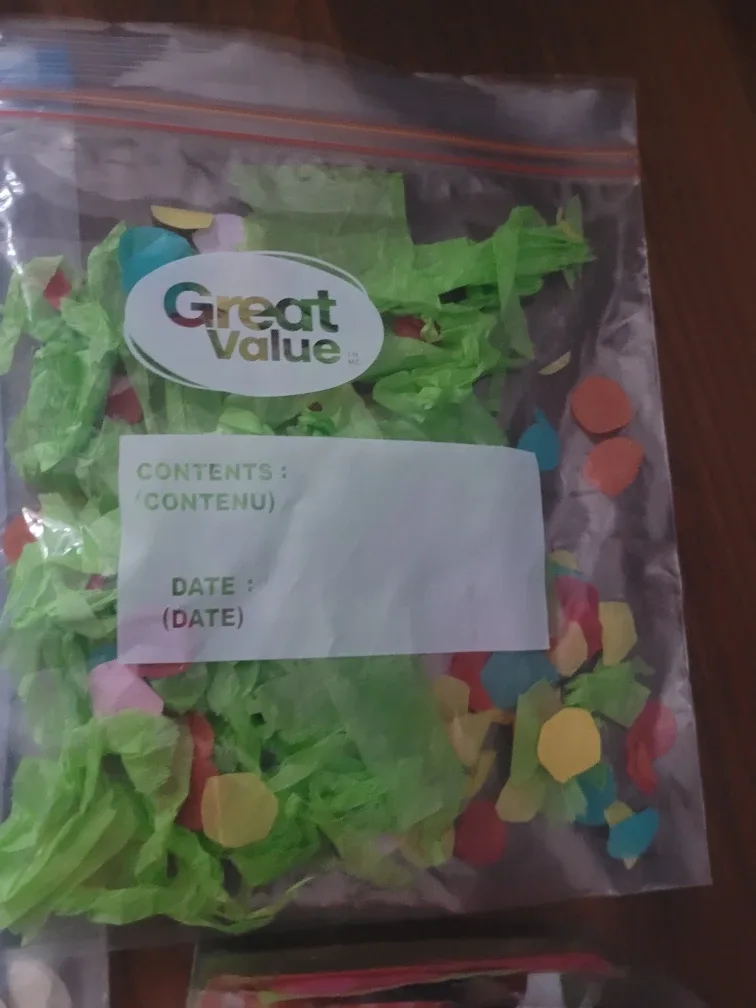 Great
Value
CONTENTS :
(CONTENU)
DATE :
(DATE)